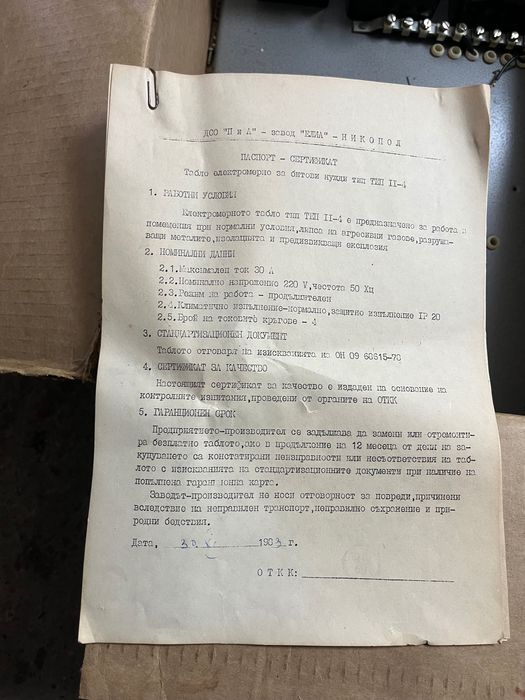 ДСО "П и А" - завод "ЕЛИА" - Н И К О П О Л
ПАСПОРТ - СЕРТИФИКАТ
Табло електромерно за битови нужди тип ТЕП II-4
1. РАБОТНИ УСЛОВИЯ
Електромерното табло тип ТЕП II-4 е предназначено за работа в
помещения при нормални условия,липса на агресивни газове,разруша-
ващи металите,изолацията и предизвикващи експлозия
2. НОМИНАЛНИ ДАННИ
2.1.Максимален ток 30 А
2.2.Номинално напрежение 220 V,честота 50 Хц
2.3.Режим на работа - продължителен
2.4.Климатично изпълнение-нормално,защитно изпълнение IP 20
2.5.Брой на токовите кръгове - 4
3. СТАНДАРТИЗАЦИОНЕН ДОКУМЕНТ
Таблото отговаря на изискванията на ОН 09 60615-78
4. СЕРТИФИКАТ ЗА КАЧЕСТВО
Настоящият сертификат за качество е издаден на основание на
контролните изпитания,проведени от органите на ОТКК
5. ГАРАНЦИОНЕН СРОК
Предприятието-производител се задължава да замени или отремонти-
ра безплатно таблото,ако в продължение на 12 месеца от деня на за-
купуването са констатирани неизправности или несъответствия на таб-
лото с изискванията на стандартизационните документи при наличие на
попълнена гаранционна карта.
Заводът-производител не носи отговорност за повреди,причинени
вследствие на неправилен транспорт,неправилно съхранение и при-
родни бедствия.
Дата, 30 X. 1983 г.
О Т К К :